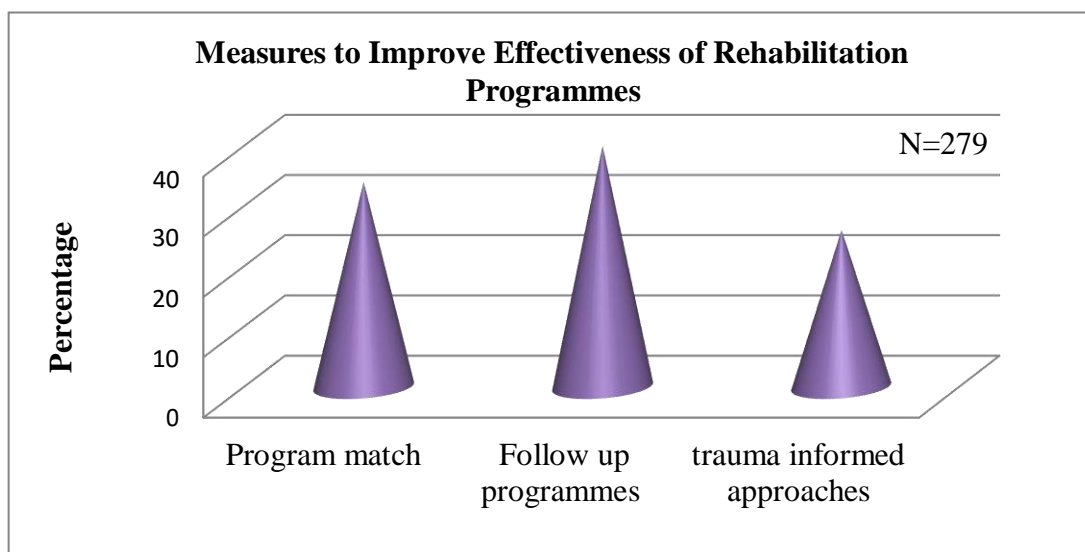 Measures to Improve Effectiveness of Rehabilitation
Programmes
N=279
40
30
20
10
0
Percentage
Program match
Follow up
programmes
trauma informed
approaches